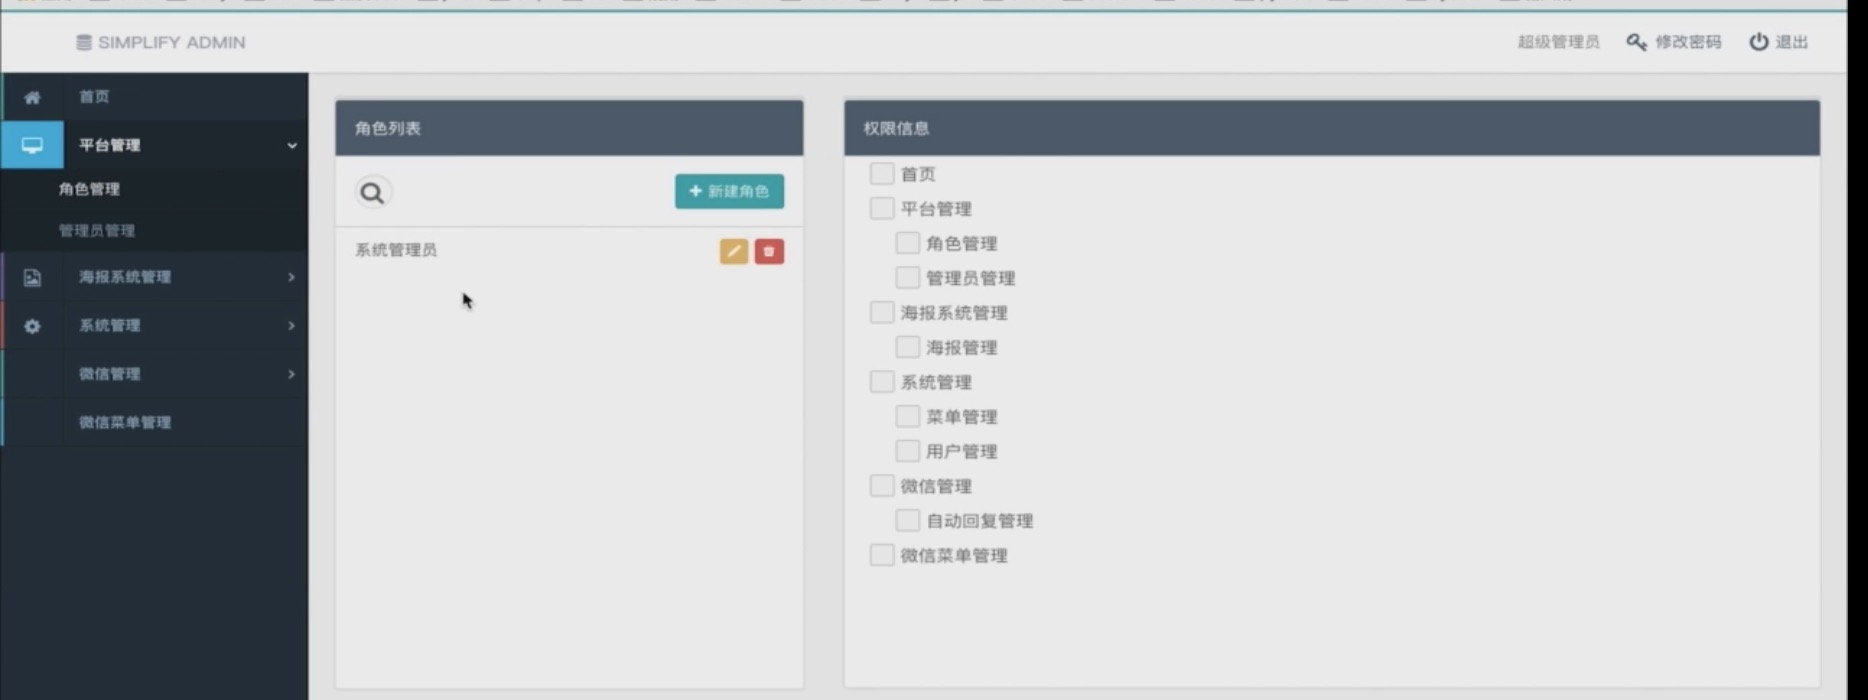 SIMPLIFY ADMIN
超级管理员 修改密码 退出
首页
平台管理
角色管理
管理员管理
海报系统管理
系统管理
微信管理
微信菜单管理
角色列表
新建角色
系统管理员
权限信息
首页
平台管理
角色管理
管理员管理
海报系统管理
海报管理
系统管理
菜单管理
用户管理
微信管理
自动回复管理
微信菜单管理